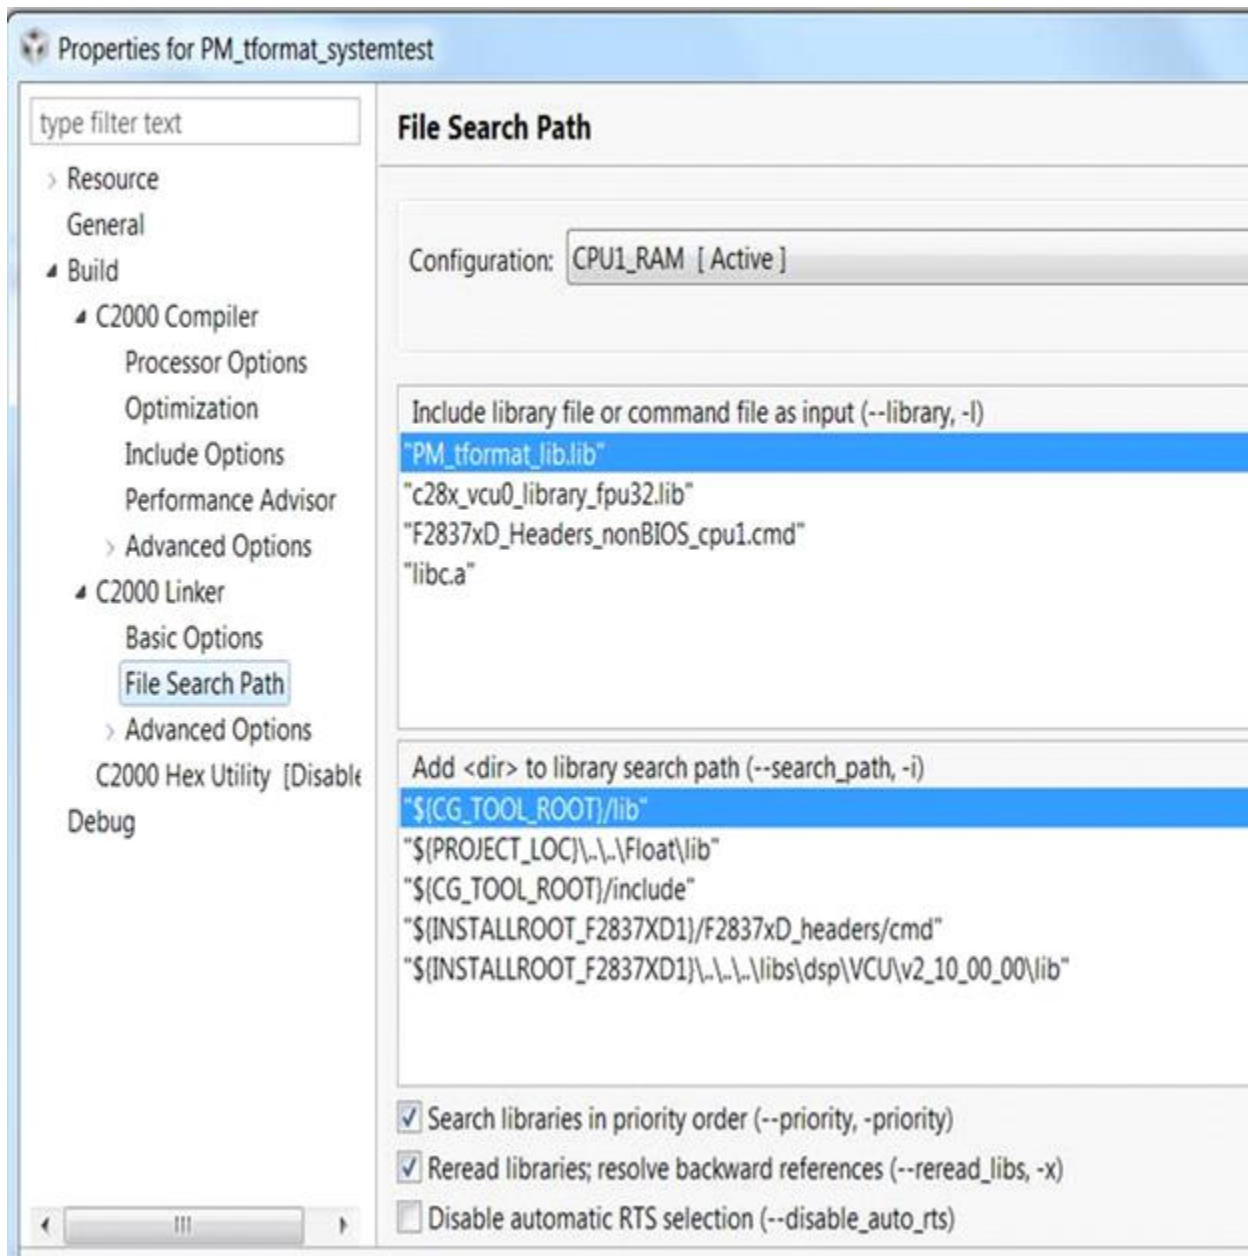 Properties for PM_tformat_systemtest
type filter text
Resource
General
Build
C2000 Compiler
Processor Options
Optimization
Include Options
Performance Advisor
Advanced Options
C2000 Linker
Basic Options
File Search Path
Advanced Options
C2000 Hex Utility [Disable
Debug
File Search Path
Configuration: CPU1_RAM [ Active ]
Include library file or command file as input (--library, -l)
"PM_tformat_lib.lib"
"c28x_vcu0_library_fpu32.lib"
"F2837xD_Headers_nonBIOS_cpu1.cmd"
"libc.a"
Add <dir> to library search path (--search_path, -i)
"${CG_TOOL_ROOT}/lib"
"${PROJECT_LOC}\..\..\Float\lib"
"${CG_TOOL_ROOT}/include"
"${INSTALLROOT_F2837XD1}/F2837xD_headers/cmd"
"${INSTALLROOT_F2837XD1}\..\..\..\libs\dsp\VCU\v2_10_00_00\lib"
Search libraries in priority order (--priority, -priority)
Reread libraries; resolve backward references (--reread_libs, -x)
Disable automatic RTS selection (--disable_auto_rts)